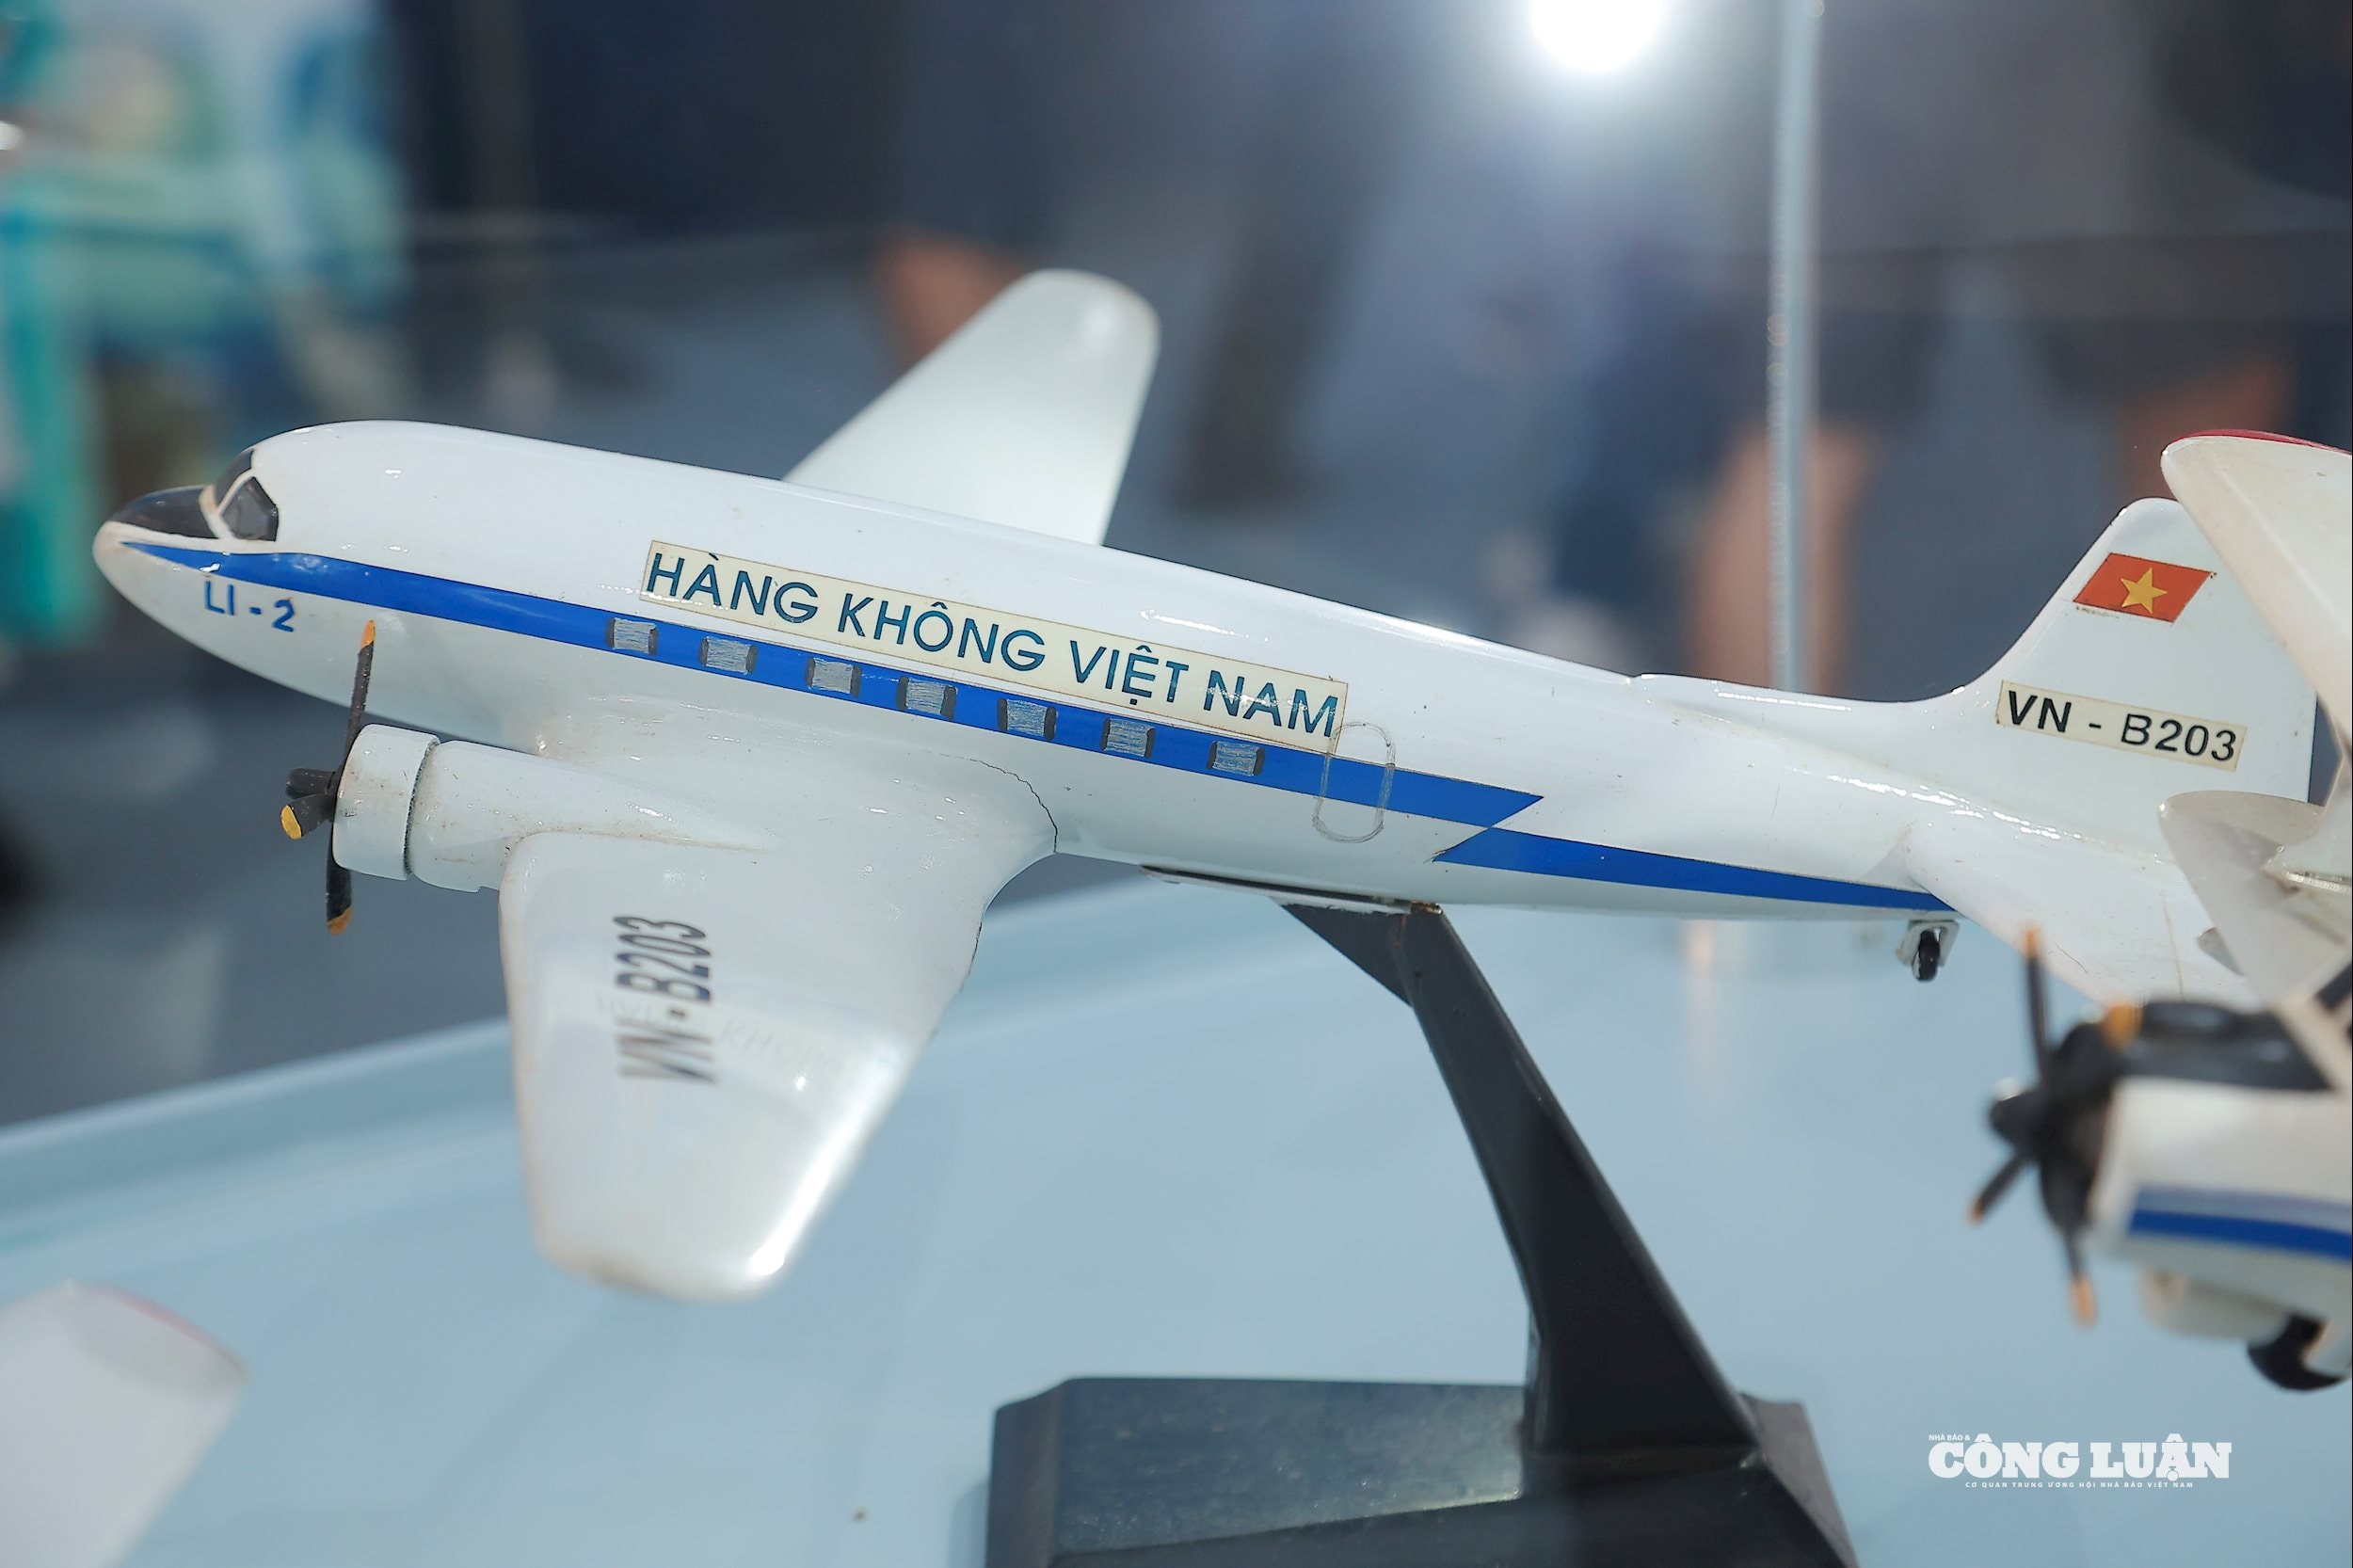 HÀNG KHÔNG VIỆT NAM
LI - 2
VN - B203
VN - B203
NHÀ BÁO &
CÔNG LUẬN
CƠ QUAN TRUNG ƯƠNG HỘI NHÀ BÁO VIỆT NAM